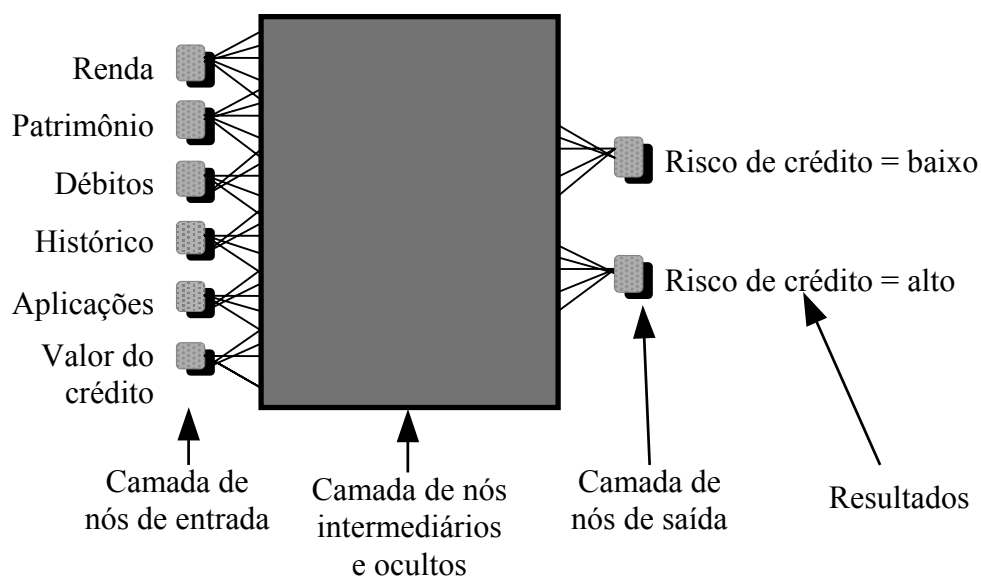 Renda
Patrimônio
Débitos
Histórico
Aplicações
Valor do
crédito
Risco de crédito = baixo
Risco de crédito = alto
Camada de
nós de entrada
Camada de nós
intermediários
e ocultos
Camada de
nós de saída
Resultados